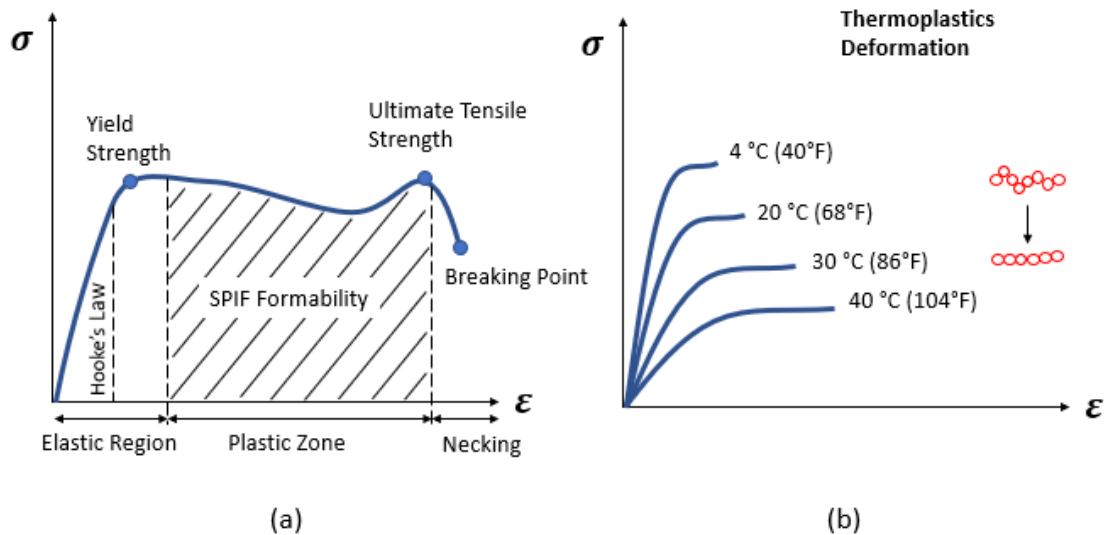 σ
Yield
Strength
Ultimate Tensile
Strength
Breaking Point
SPIF Formability
Hooke's Law
ε
Elastic Region
Plastic Zone
Necking
(a)
Thermoplastics
Deformation
σ
4 °C (40°F)
20 °C (68°F)
30 °C (86°F)
40 °C (104°F)
ε
(b)